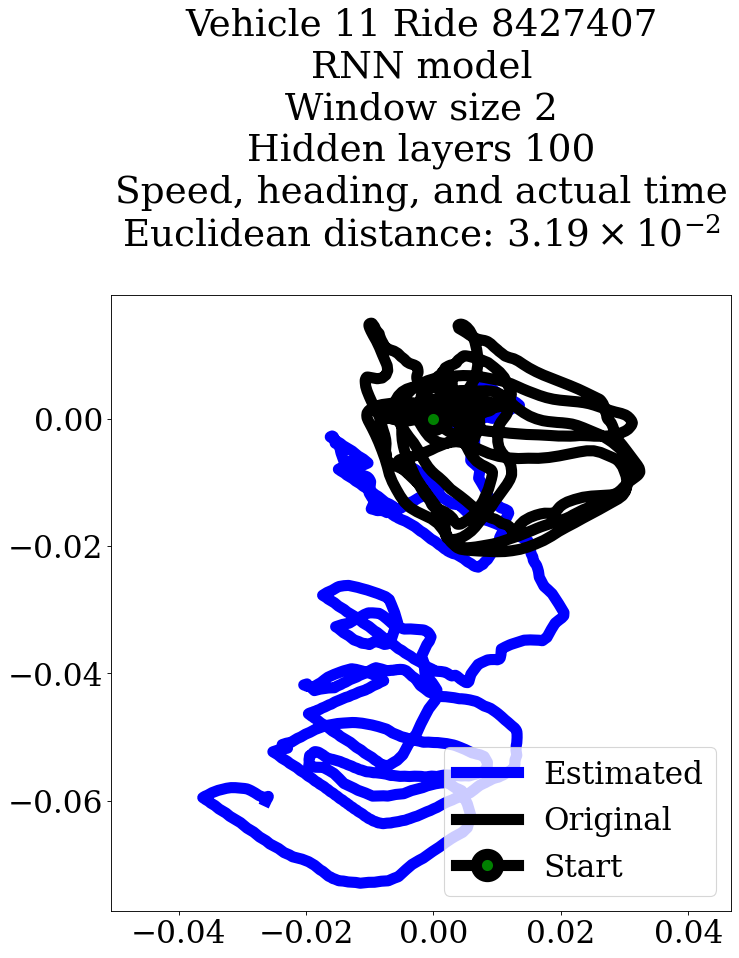 Vehicle 11 Ride 8427407
RNN model
Window size 2
Hidden layers 100
Speed, heading, and actual time
Euclidean distance: 3.19 × 10⁻²
0.00
−0.02
−0.04
−0.06
Estimated
Original
Start
−0.04 −0.02 0.00 0.02 0.04